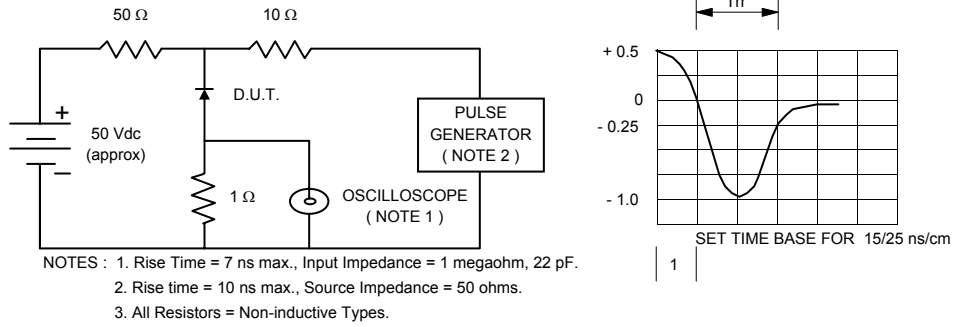 50 Ω
10 Ω
Trr
+ 0.5
D.U.T.
+
50 Vdc
(approx)
−
PULSE
GENERATOR
( NOTE 2 )
0
- 0.25
1 Ω
OSCILLOSCOPE
( NOTE 1 )
- 1.0
SET TIME BASE FOR 15/25 ns/cm
1
NOTES : 1. Rise Time = 7 ns max., Input Impedance = 1 megaohm, 22 pF.
2. Rise time = 10 ns max., Source Impedance = 50 ohms.
3. All Resistors = Non-inductive Types.